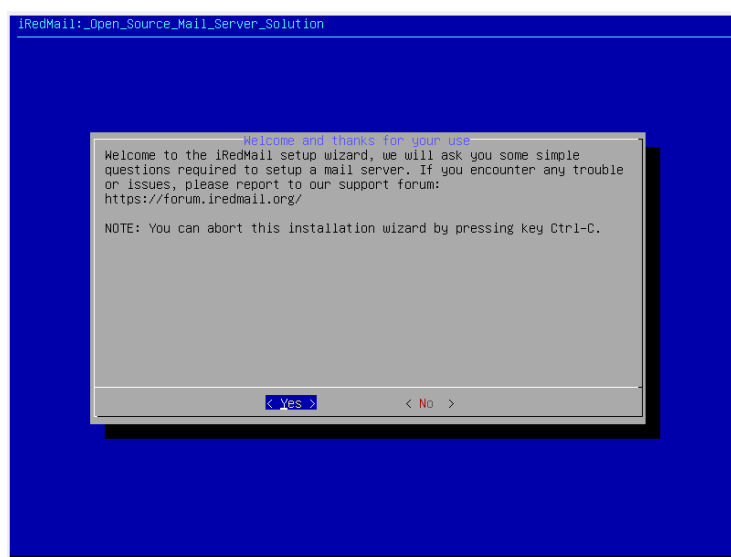 iRedMail:_Open_Source_Mail_Server_Solution
Welcome and thanks for your use
Welcome to the iRedMail setup wizard, we will ask you some simple
questions required to setup a mail server. If you encounter any trouble
or issues, please report to our support forum:
https://forum.iredmail.org/
NOTE: You can abort this installation wizard by pressing key Ctrl-C.
< Yes > < No >